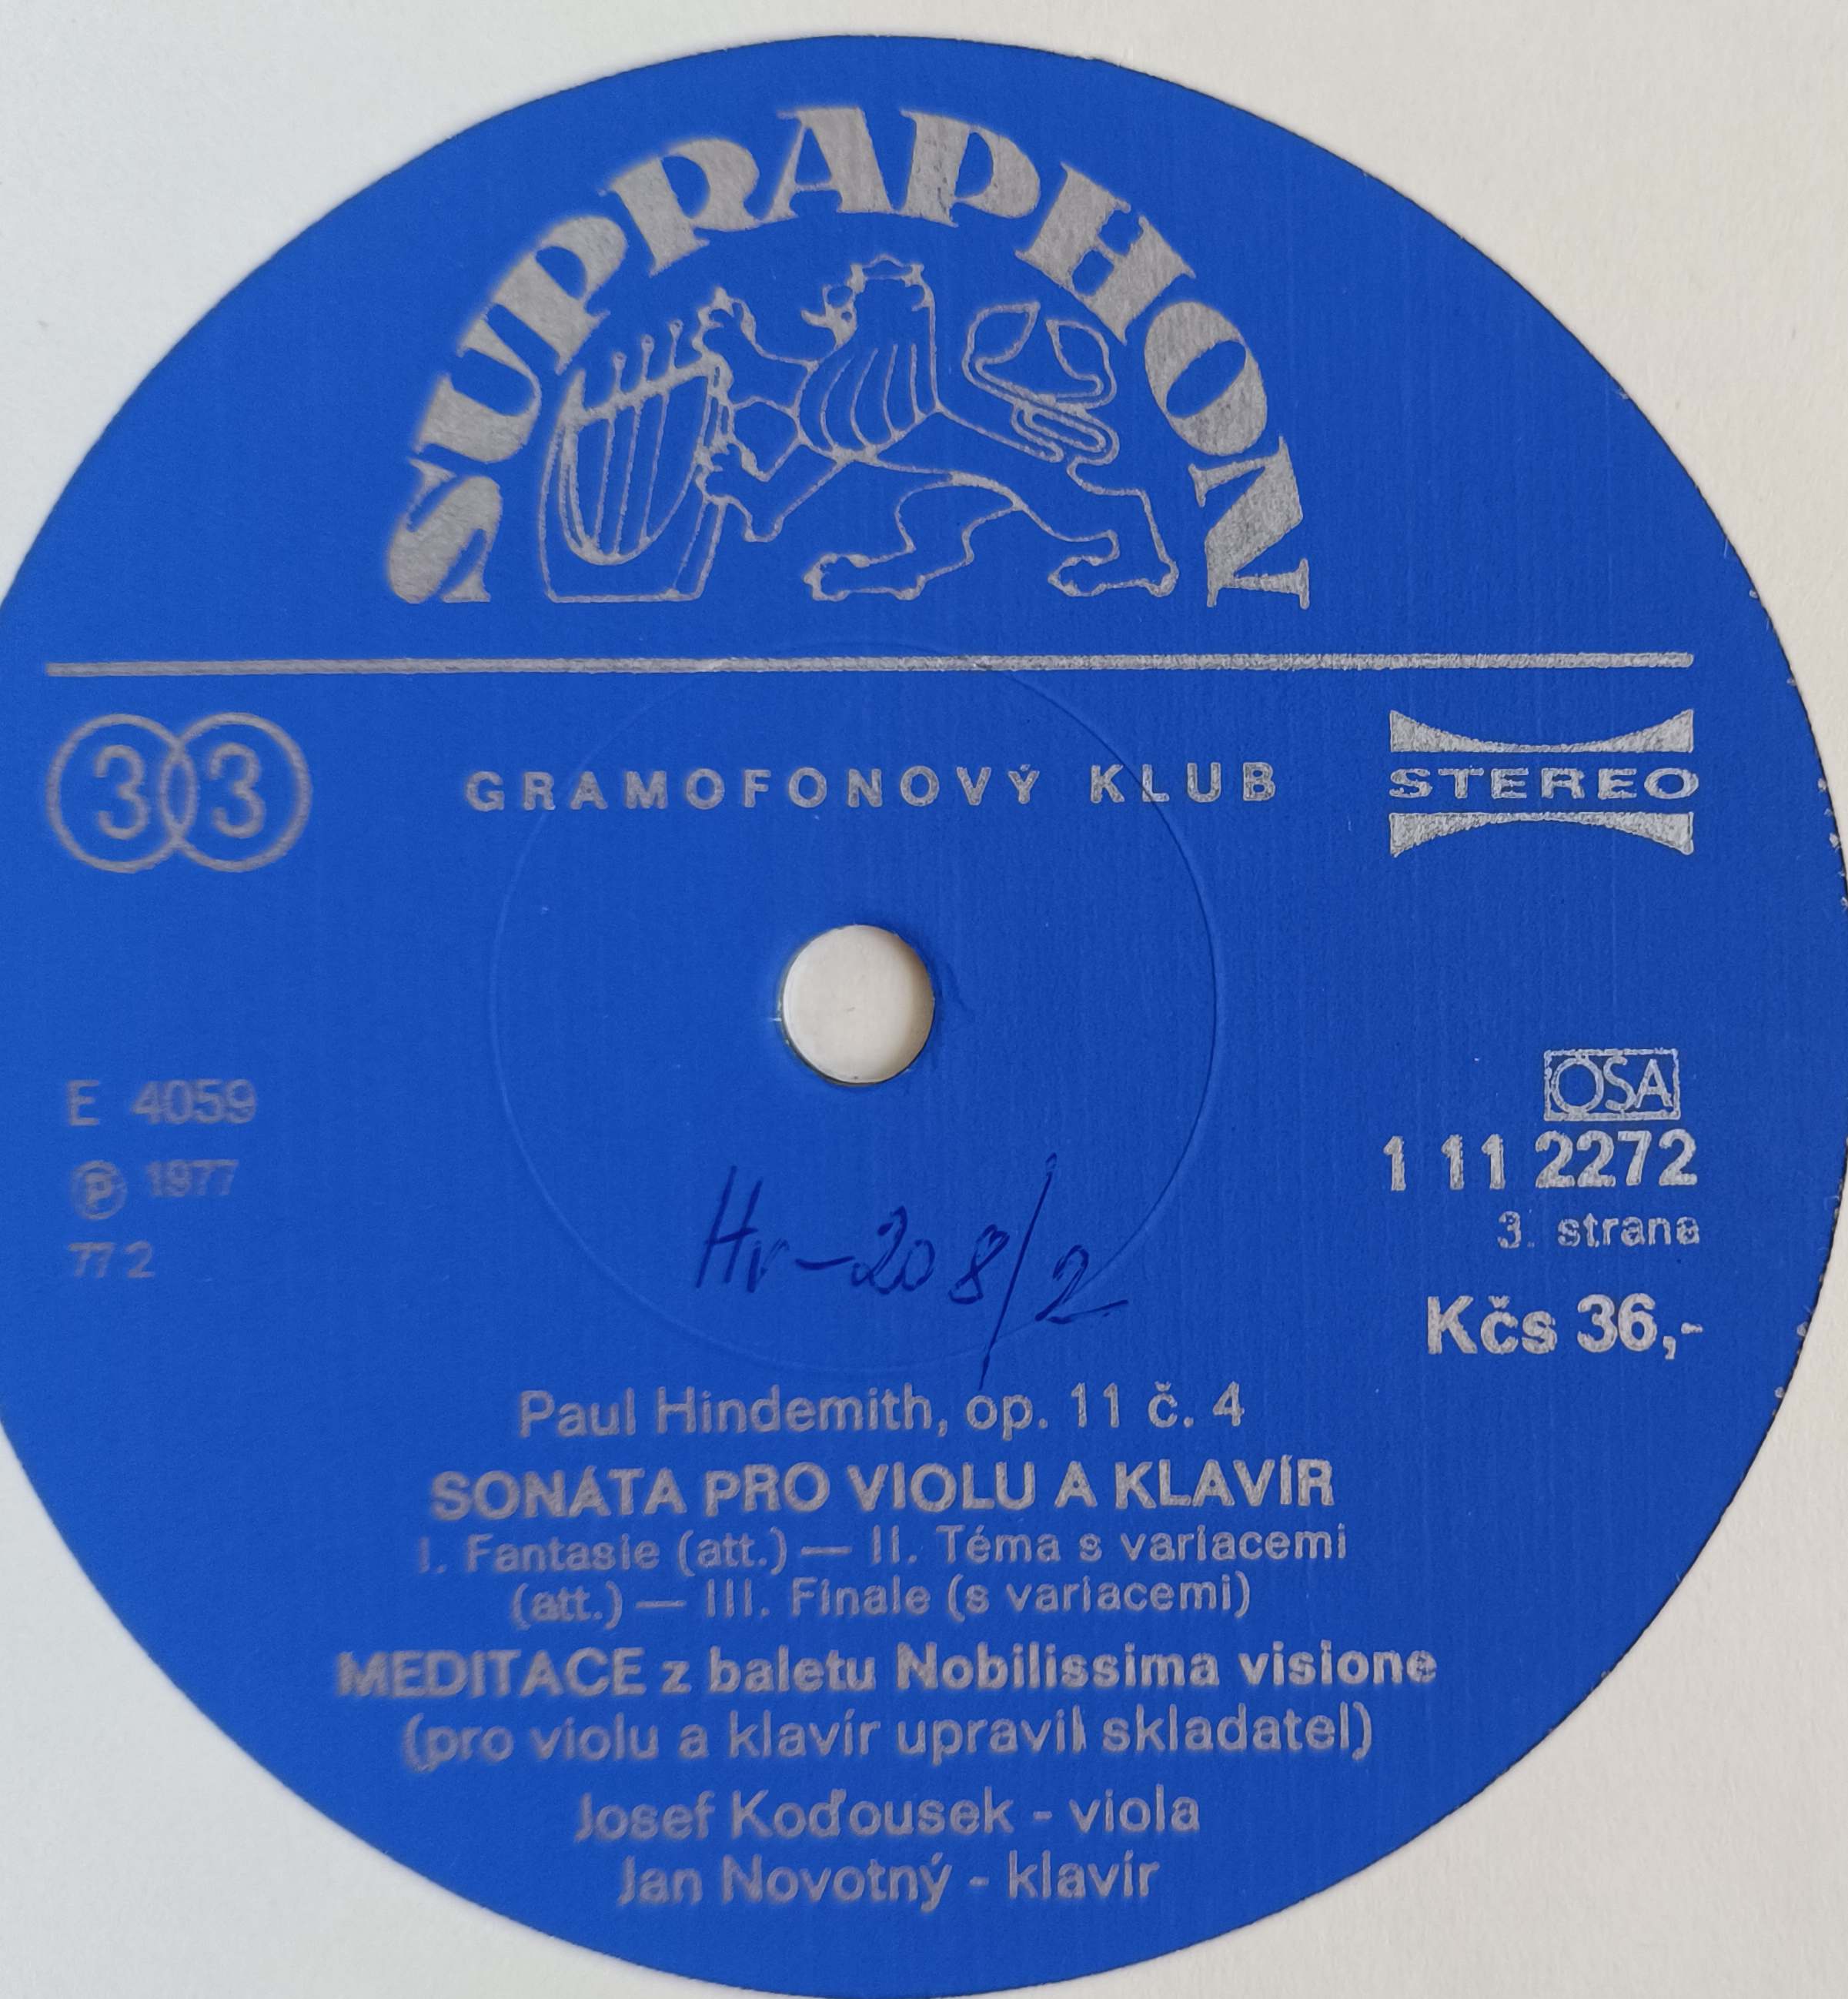 SUPRAPHON
33
GRAMOFONOVÝ KLUB
STEREO
E 4059
℗ 1977
77 2
OSA
1 11 2272
3. strana
Kčs 36,-
Hr-208/2
Paul Hindemith, op. 11 č. 4
SONÁTA PRO VIOLU A KLAVÍR
I. Fantasie (att.) — II. Téma s variacemi
(att.) — III. Finale (s variacemi)
MEDITACE z baletu Nobilissima visione
(pro violu a klavír upravil skladatel)
Josef Koďousek - viola
Jan Novotný - klavír